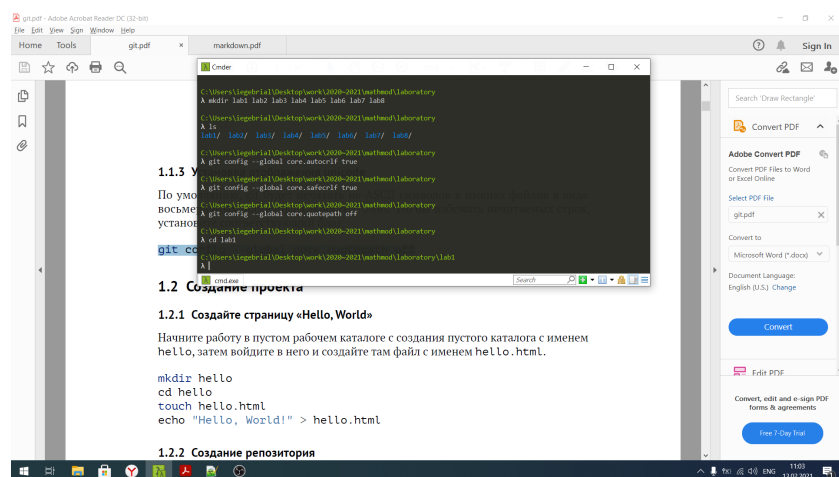 git.pdf - Adobe Acrobat Reader DC (32-bit)
File Edit View Sign Window Help
Home Tools git.pdf × markdown.pdf Sign In
Cmder
C:\Users\iegebrial\Desktop\work\2020-2021\mathmod\laboratory
λ mkdir lab1 lab2 lab3 lab4 lab5 lab6 lab7 lab8
C:\Users\iegebrial\Desktop\work\2020-2021\mathmod\laboratory
λ ls
lab1/ lab2/ lab3/ lab4/ lab5/ lab6/ lab7/ lab8/
C:\Users\iegebrial\Desktop\work\2020-2021\mathmod\laboratory
λ git config --global core.autocrlf true
C:\Users\iegebrial\Desktop\work\2020-2021\mathmod\laboratory
λ git config --global core.safecrlf true
C:\Users\iegebrial\Desktop\work\2020-2021\mathmod\laboratory
λ git config --global core.quotepath off
C:\Users\iegebrial\Desktop\work\2020-2021\mathmod\laboratory
λ cd lab1
C:\Users\iegebrial\Desktop\work\2020-2021\mathmod\laboratory\lab1
λ
cmd.exe Search
1.1.3 У
По умо
восьме
установ
git co
1.2 Создание проекта
1.2.1 Создайте страницу «Hello, World»
Начните работу в пустом рабочем каталоге с создания пустого каталога с именем
hello, затем войдите в него и создайте там файл с именем hello.html.
mkdir hello
cd hello
touch hello.html
echo "Hello, World!" > hello.html
1.2.2 Создание репозитория
Search 'Draw Rectangle'
Convert PDF
Adobe Convert PDF
Convert PDF Files to Word
or Excel Online
Select PDF File
git.pdf
Convert to
Microsoft Word (*.docx)
Document Language:
English (U.S.) Change
Convert
Edit PDF
Convert, edit and e-sign PDF
forms & agreements
Free 7-Day Trial
ENG
11:03
13.02.2021